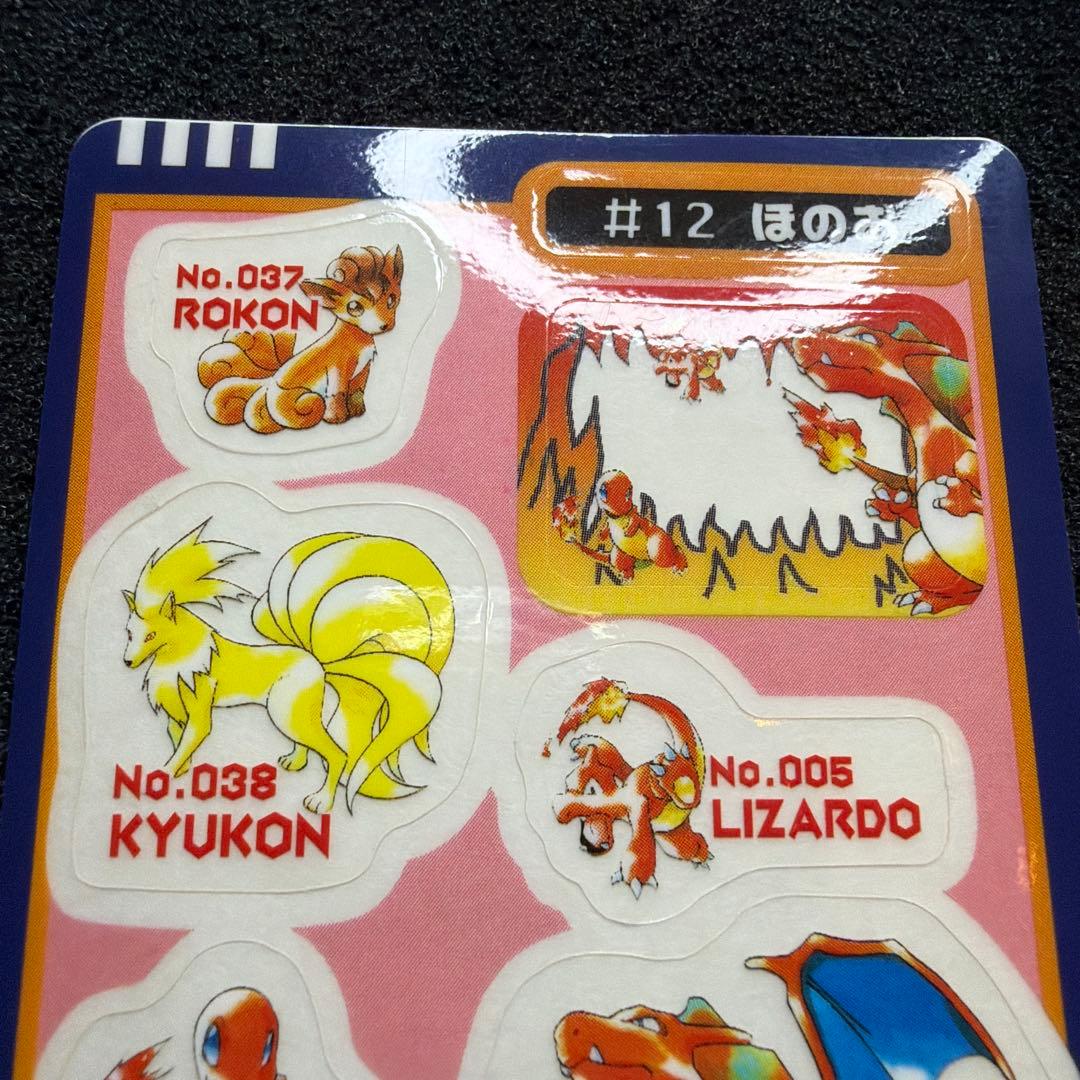 #12 ほのお
No.037
ROKON
No.038
KYUKON
No.005
LIZARDO